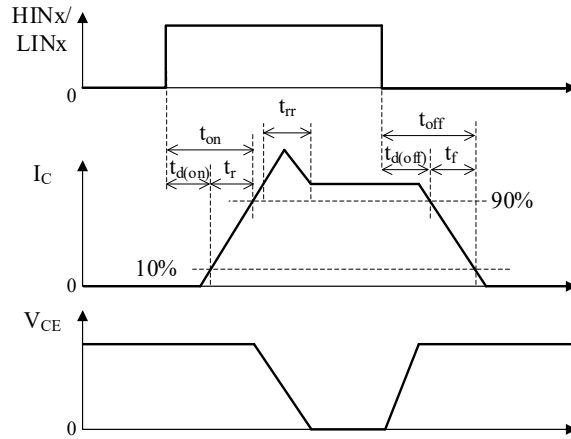 HINx/
LINx
0
ton
trr
toff
td(on)
tr
td(off)
tf
IC
90%
10%
0
VCE
0